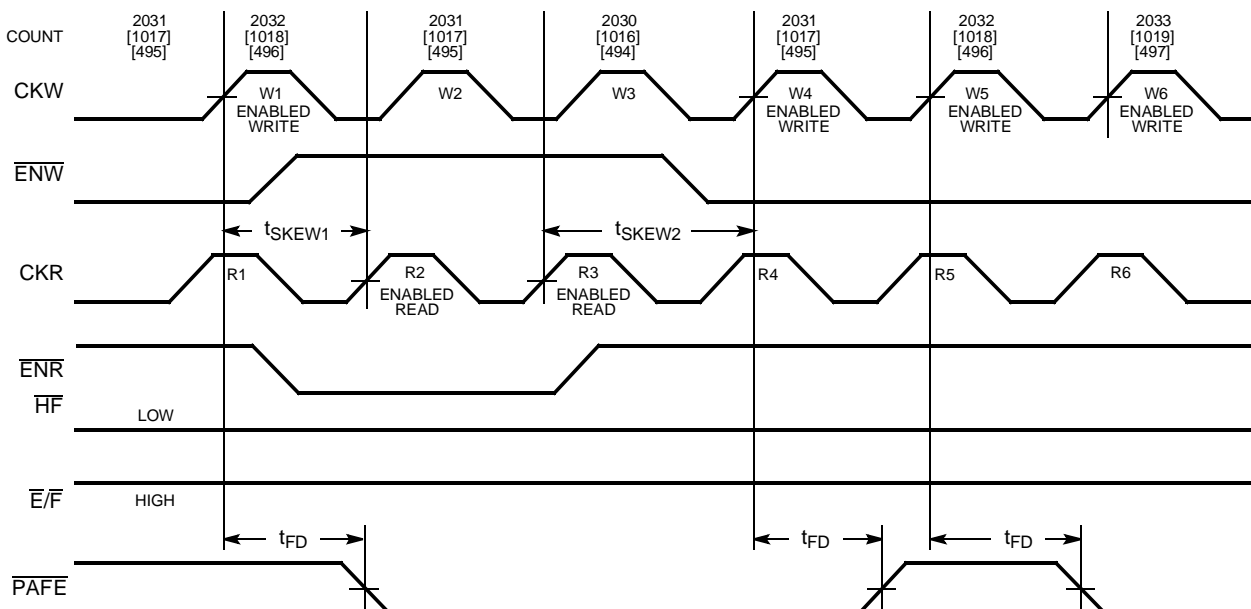 COUNT 2031 2032 2031 2030 2031 2032 2033
[1017] [1018] [1017] [1016] [1017] [1018] [1019]
[495] [496] [495] [494] [495] [496] [497]
CKW W1 W2 W3 W4 W5 W6
ENABLED ENABLED ENABLED ENABLED
WRITE WRITE WRITE WRITE
ENW
tSKEW1 tSKEW2
CKR R1 R2 R3 R4 R5 R6
ENABLED ENABLED
READ READ
ENR
HF
LOW
E/F HIGH
tFD tFD tFD
PAFE